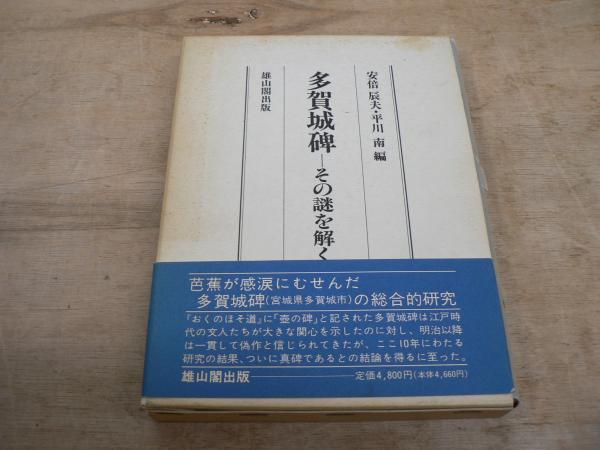 安倍辰夫・平川南 編
多賀城碑―その謎を解く
雄山閣出版
芭蕉が感涙にむせんだ
多賀城碑(宮城県多賀城市)の総合的研究
『おくのほそ道』に「壺の碑」と記された多賀城碑は江戸時
代の文人たちが大きな関心を示したのに対し、明治以降
は一貫して偽作と信じられてきたが、ここ10年にわたる
研究の結果、ついに真碑であるとの結論を得るに至った。
雄山閣出版―定価4,800円(本体4,660円)